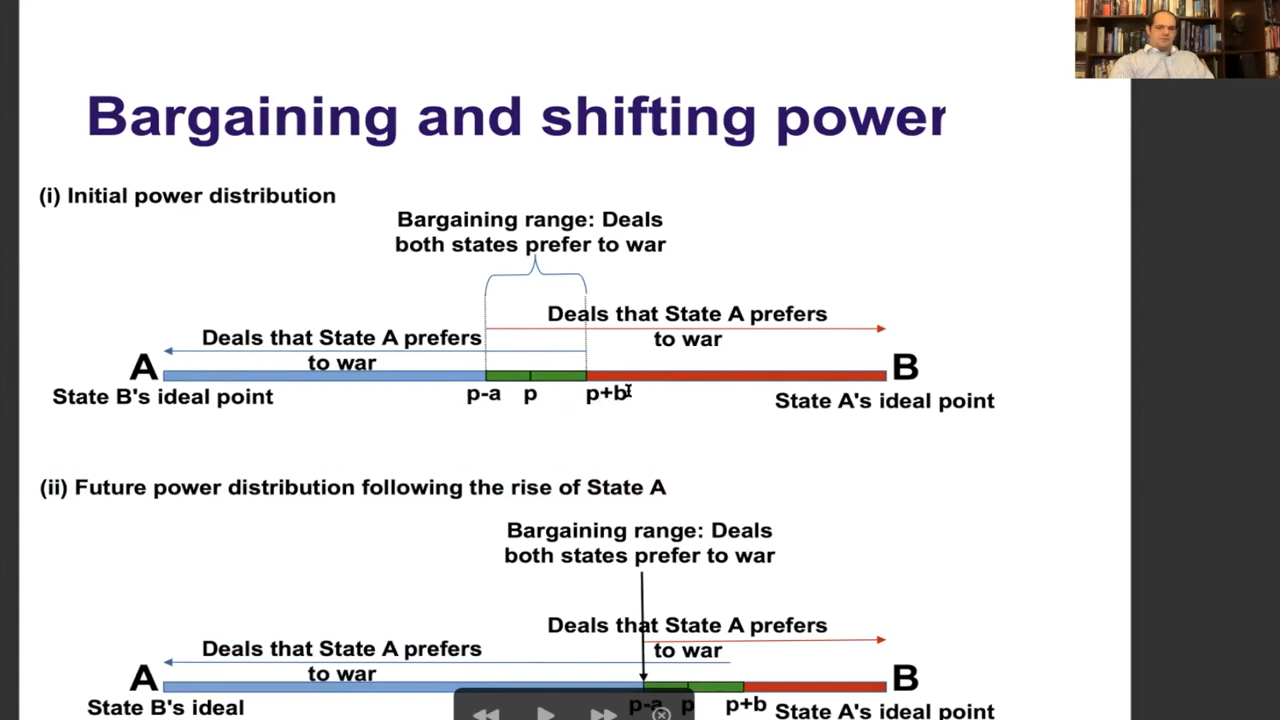 Bargaining and shifting power
(i) Initial power distribution
Bargaining range: Deals
both states prefer to war
Deals that State A prefers
to war
Deals that State A prefers
to war
A
B
State B's ideal point
p-a
p
p+b
State A's ideal point
(ii) Future power distribution following the rise of State A
Bargaining range: Deals
both states prefer to war
Deals that State A prefers
to war
Deals that State A prefers
to war
A
B
State B's ideal
p-a
p
p+b
State A's ideal point